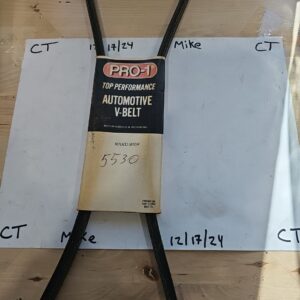 CT 12/17/24 Mike CT
PRO-1
TOP PERFORMANCE
AUTOMOTIVE
V-BELT
5530
CT Mike 12/17/24 CT